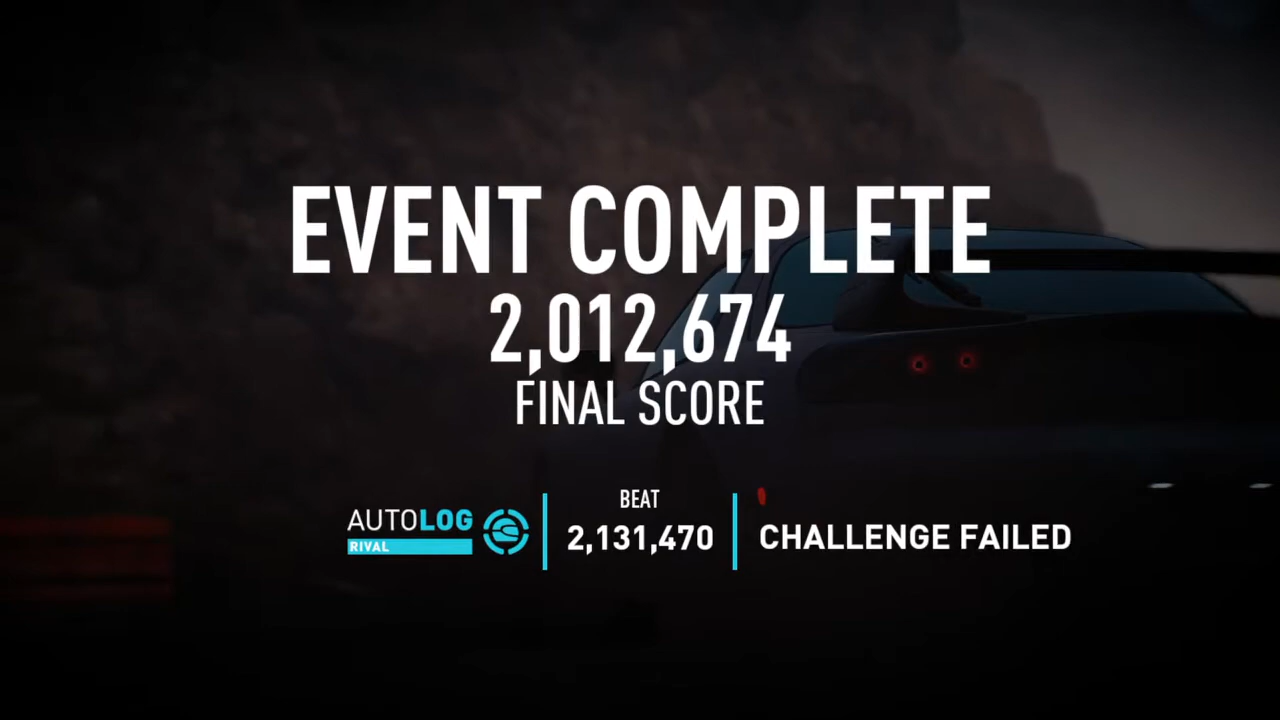 EVENT COMPLETE
2,012,674
FINAL SCORE
AUTOLOG
RIVAL
BEAT
2,131,470
CHALLENGE FAILED